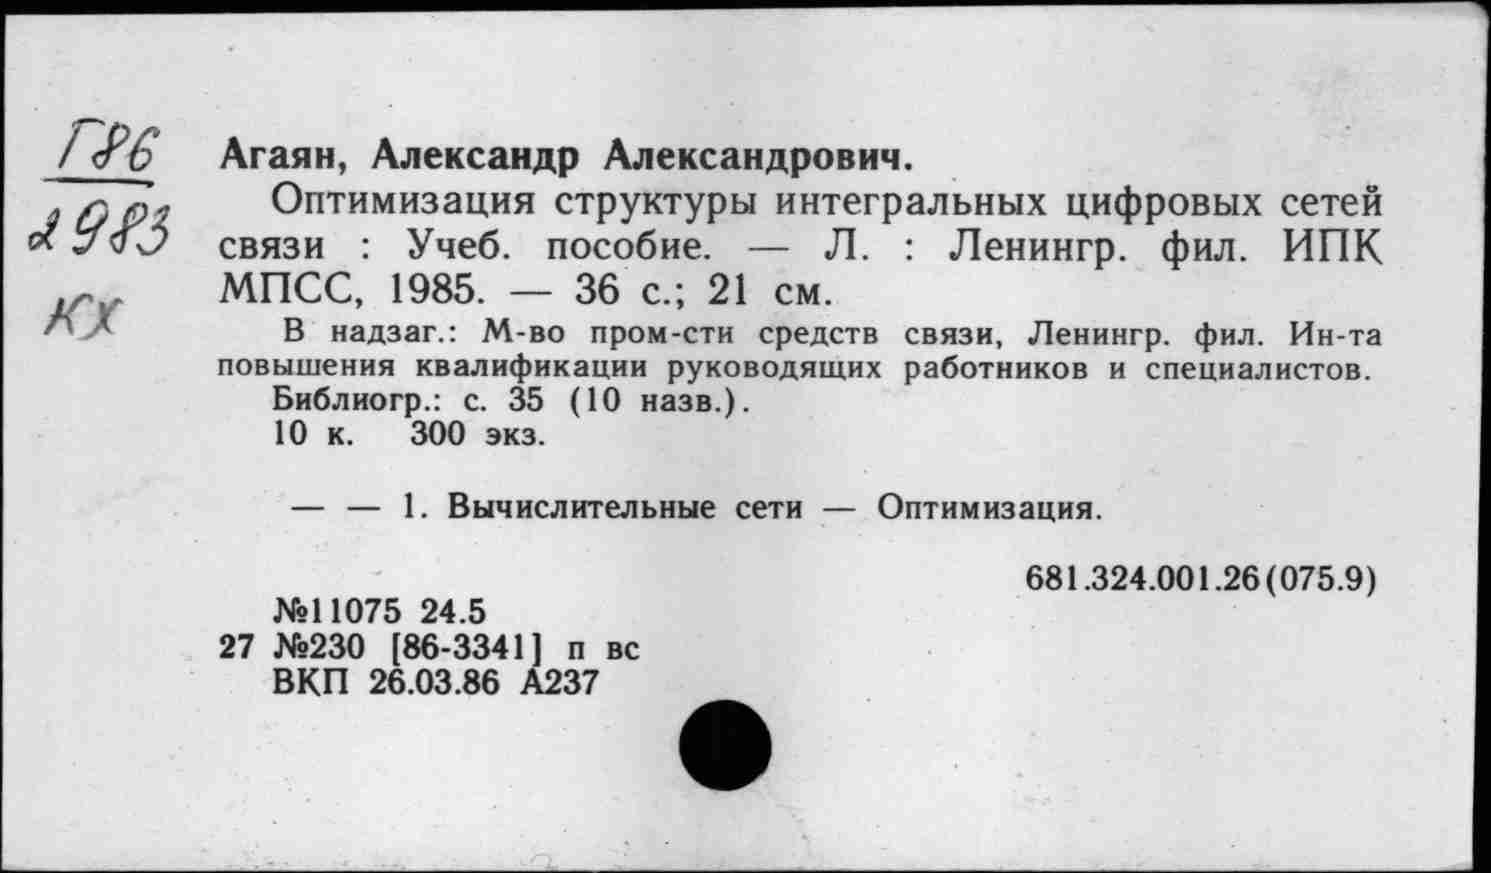 Г86
2983
КХ
Агаян, Александр Александрович.
Оптимизация структуры интегральных цифровых сетей
связи : Учеб. пособие. — Л. : Ленингр. фил. ИПК
МПСС, 1985. — 36 с.; 21 см.
В надзаг.: М-во пром-сти средств связи, Ленингр. фил. Ин-та
повышения квалификации руководящих работников и специалистов.
Библиогр.: с. 35 (10 назв.).
10 к. 300 экз.
— — 1. Вычислительные сети — Оптимизация.
681.324.001.26(075.9)
№11075 24.5
27 №230 [86-3341] п вс
ВКП 26.03.86 А237